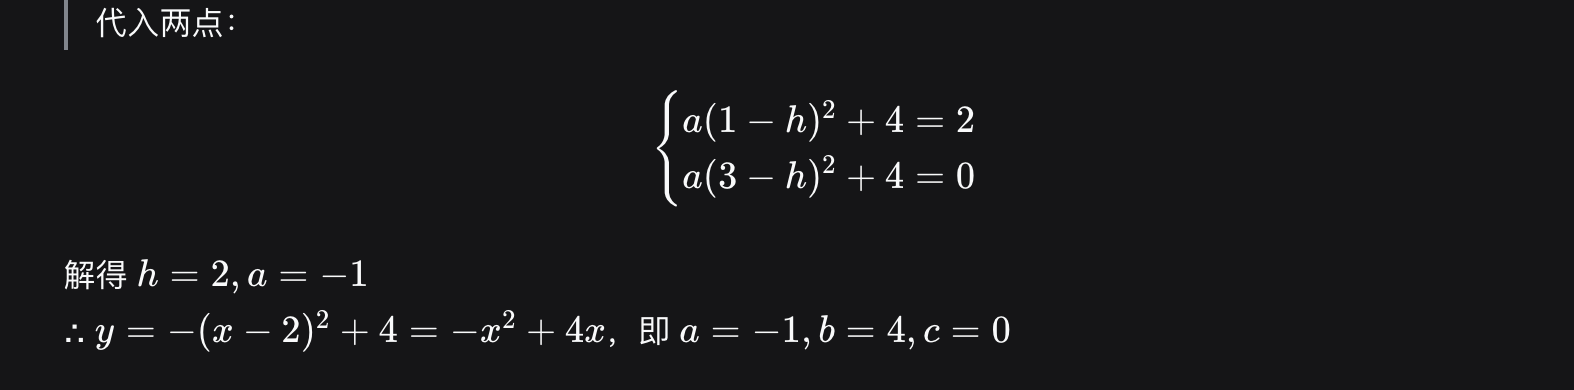 代入两点：
{a(1 − h)² + 4 = 2
a(3 − h)² + 4 = 0
解得 h = 2, a = −1
∴ y = −(x − 2)² + 4 = −x² + 4x，即 a = −1, b = 4, c = 0